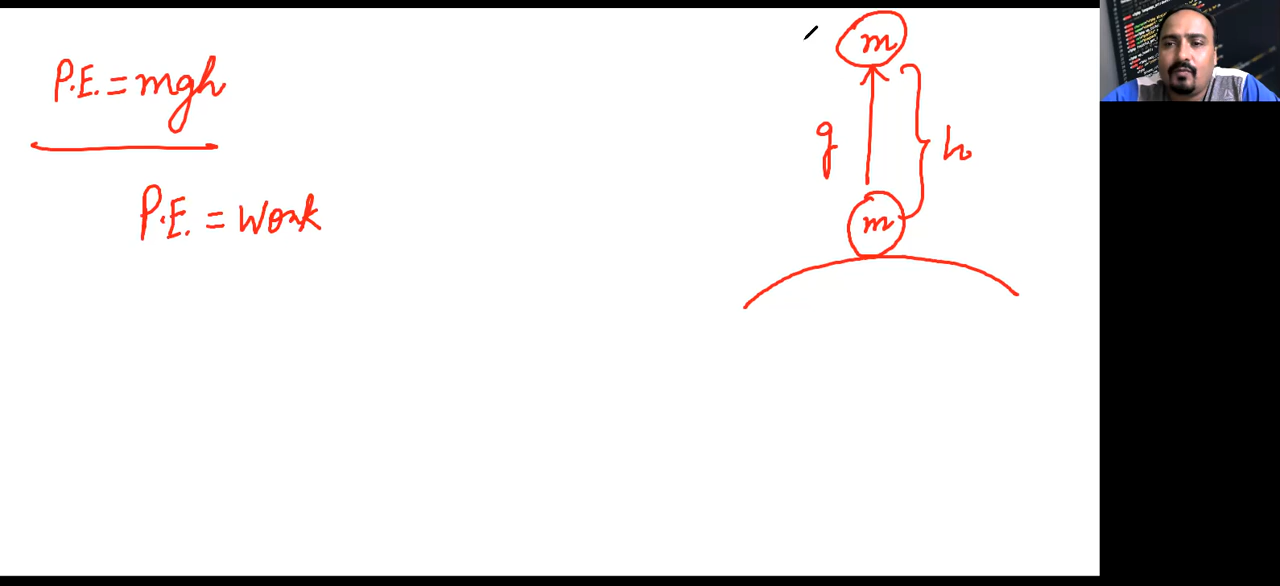 P.E. = mgh
P.E. = Work
m
g
h
m